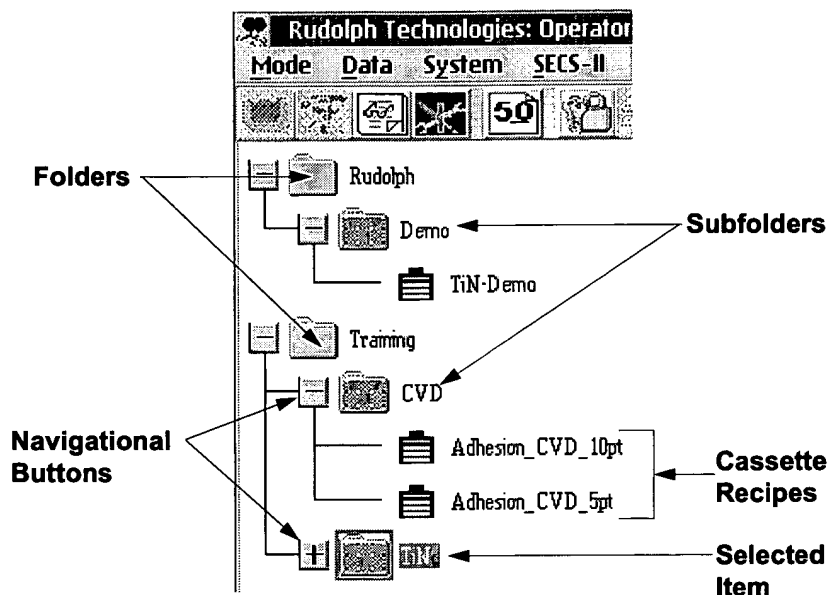 Rudolph Technologies: Operator
Mode Data System SECS-II
50
Folders
Rudolph
Demo
Subfolders
TiN-Demo
Training
CVD
Navigational
Buttons
Adhesion_CVD_10pt
Adhesion_CVD_5pt
Cassette
Recipes
TiN
Selected
Item